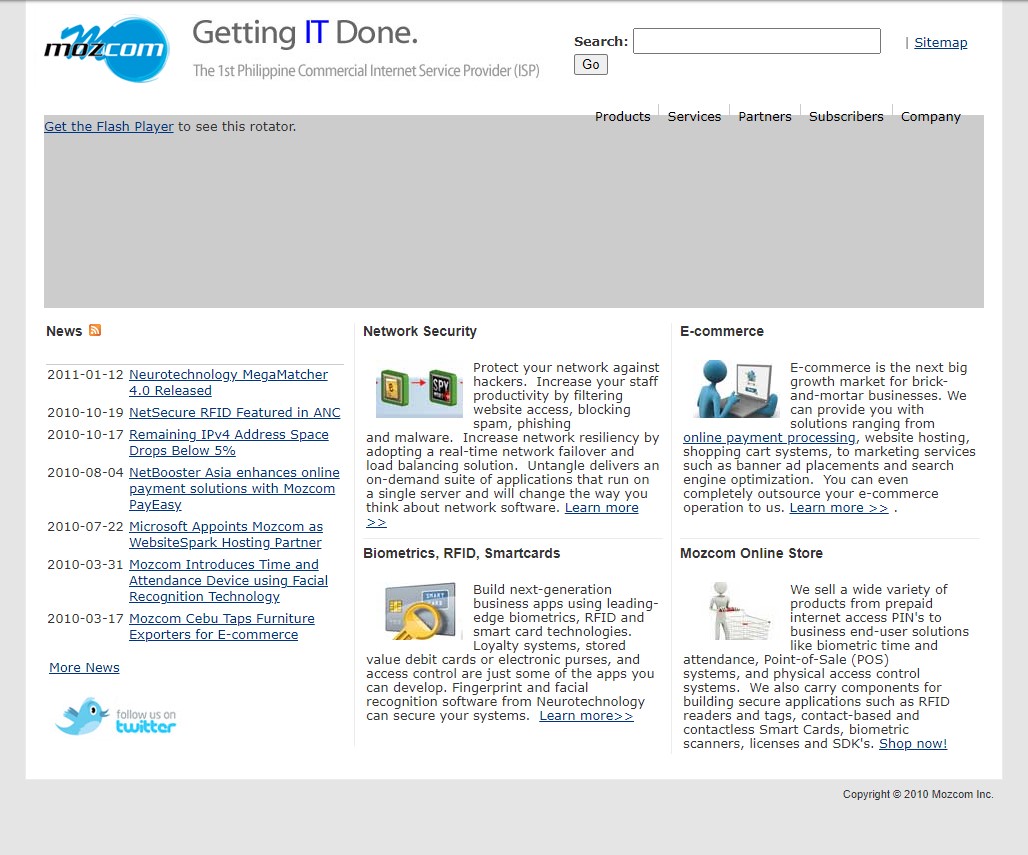 mozcom
Getting IT Done.
The 1st Philippine Commercial Internet Service Provider (ISP)
Search:
| Sitemap
Go
Products
Services
Partners
Subscribers
Company
Get the Flash Player to see this rotator.
News
2011-01-12 Neurotechnology MegaMatcher
4.0 Released
2010-10-19 NetSecure RFID Featured in ANC
2010-10-17 Remaining IPv4 Address Space
Drops Below 5%
2010-08-04 NetBooster Asia enhances online
payment solutions with Mozcom
PayEasy
2010-07-22 Microsoft Appoints Mozcom as
WebsiteSpark Hosting Partner
2010-03-31 Mozcom Introduces Time and
Attendance Device using Facial
Recognition Technology
2010-03-17 Mozcom Cebu Taps Furniture
Exporters for E-commerce
More News
follow us on
twitter
Network Security
SPY
Protect your network against
hackers.  Increase your staff
productivity by filtering
website access, blocking
spam, phishing
and malware.  Increase network resiliency by
adopting a real-time network failover and
load balancing solution.  Untangle delivers an
on-demand suite of applications that run on
a single server and will change the way you
think about network software. Learn more
>>
E-commerce
E-commerce is the next big
growth market for brick-
and-mortar businesses. We
can provide you with
solutions ranging from
online payment processing, website hosting,
shopping cart systems, to marketing services
such as banner ad placements and search
engine optimization.  You can even
completely outsource your e-commerce
operation to us. Learn more >> .
Biometrics, RFID, Smartcards
SMART
CARD
Build next-generation
business apps using leading-
edge biometrics, RFID and
smart card technologies.
Loyalty systems, stored
value debit cards or electronic purses, and
access control are just some of the apps you
can develop. Fingerprint and facial
recognition software from Neurotechnology
can secure your systems.  Learn more>>
Mozcom Online Store
We sell a wide variety of
products from prepaid
internet access PIN's to
business end-user solutions
like biometric time and
attendance, Point-of-Sale (POS)
systems, and physical access control
systems.  We also carry components for
building secure applications such as RFID
readers and tags, contact-based and
contactless Smart Cards, biometric
scanners, licenses and SDK's. Shop now!
Copyright © 2010 Mozcom Inc.